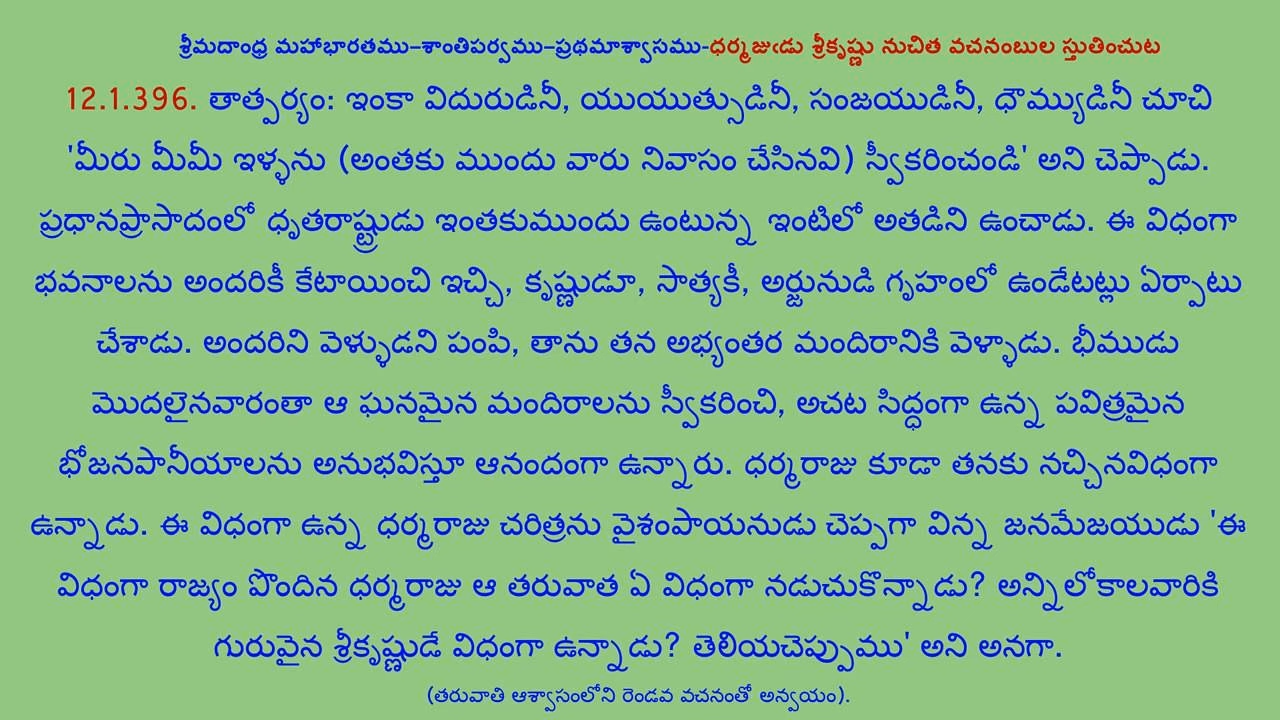 శ్రీమదాంధ్ర మహాభారతము–శాంతిపర్వము–ప్రథమాశ్వాసము-ధర్మజుఁడు శ్రీకృష్ణు నుచిత వచనంబుల స్తుతించుట
12.1.396. తాత్పర్యం: ఇంకా విదురుడినీ, యుయుత్సుడినీ, సంజయుడినీ, ధౌమ్యుడినీ చూచి
'మీరు మీమీ ఇళ్ళను (అంతకు ముందు వారు నివాసం చేసినవి) స్వీకరించండి' అని చెప్పాడు.
ప్రధానప్రాసాదంలో ధృతరాష్ట్రుడు ఇంతకుముందు ఉంటున్న ఇంటిలో అతడిని ఉంచాడు. ఈ విధంగా
భవనాలను అందరికీ కేటాయించి ఇచ్చి, కృష్ణుడూ, సాత్యకీ, అర్జునుడి గృహంలో ఉండేటట్లు ఏర్పాటు
చేశాడు. అందరిని వెళ్ళుడని పంపి, తాను తన అభ్యంతర మందిరానికి వెళ్ళాడు. భీముడు
మొదలైనవారంతా ఆ ఘనమైన మందిరాలను స్వీకరించి, అచట సిద్ధంగా ఉన్న పవిత్రమైన
భోజనపానీయాలను అనుభవిస్తూ ఆనందంగా ఉన్నారు. ధర్మరాజు కూడా తనకు నచ్చినవిధంగా
ఉన్నాడు. ఈ విధంగా ఉన్న ధర్మరాజు చరిత్రను వైశంపాయనుడు చెప్పగా విన్న జనమేజయుడు 'ఈ
విధంగా రాజ్యం పొందిన ధర్మరాజు ఆ తరువాత ఏ విధంగా నడుచుకొన్నాడు? అన్నిలోకాలవారికి
గురువైన శ్రీకృష్ణుడే విధంగా ఉన్నాడు? తెలియచెప్పుము' అని అనగా.
(తరువాతి ఆశ్వాసంలోని రెండవ వచనంతో అన్వయం).